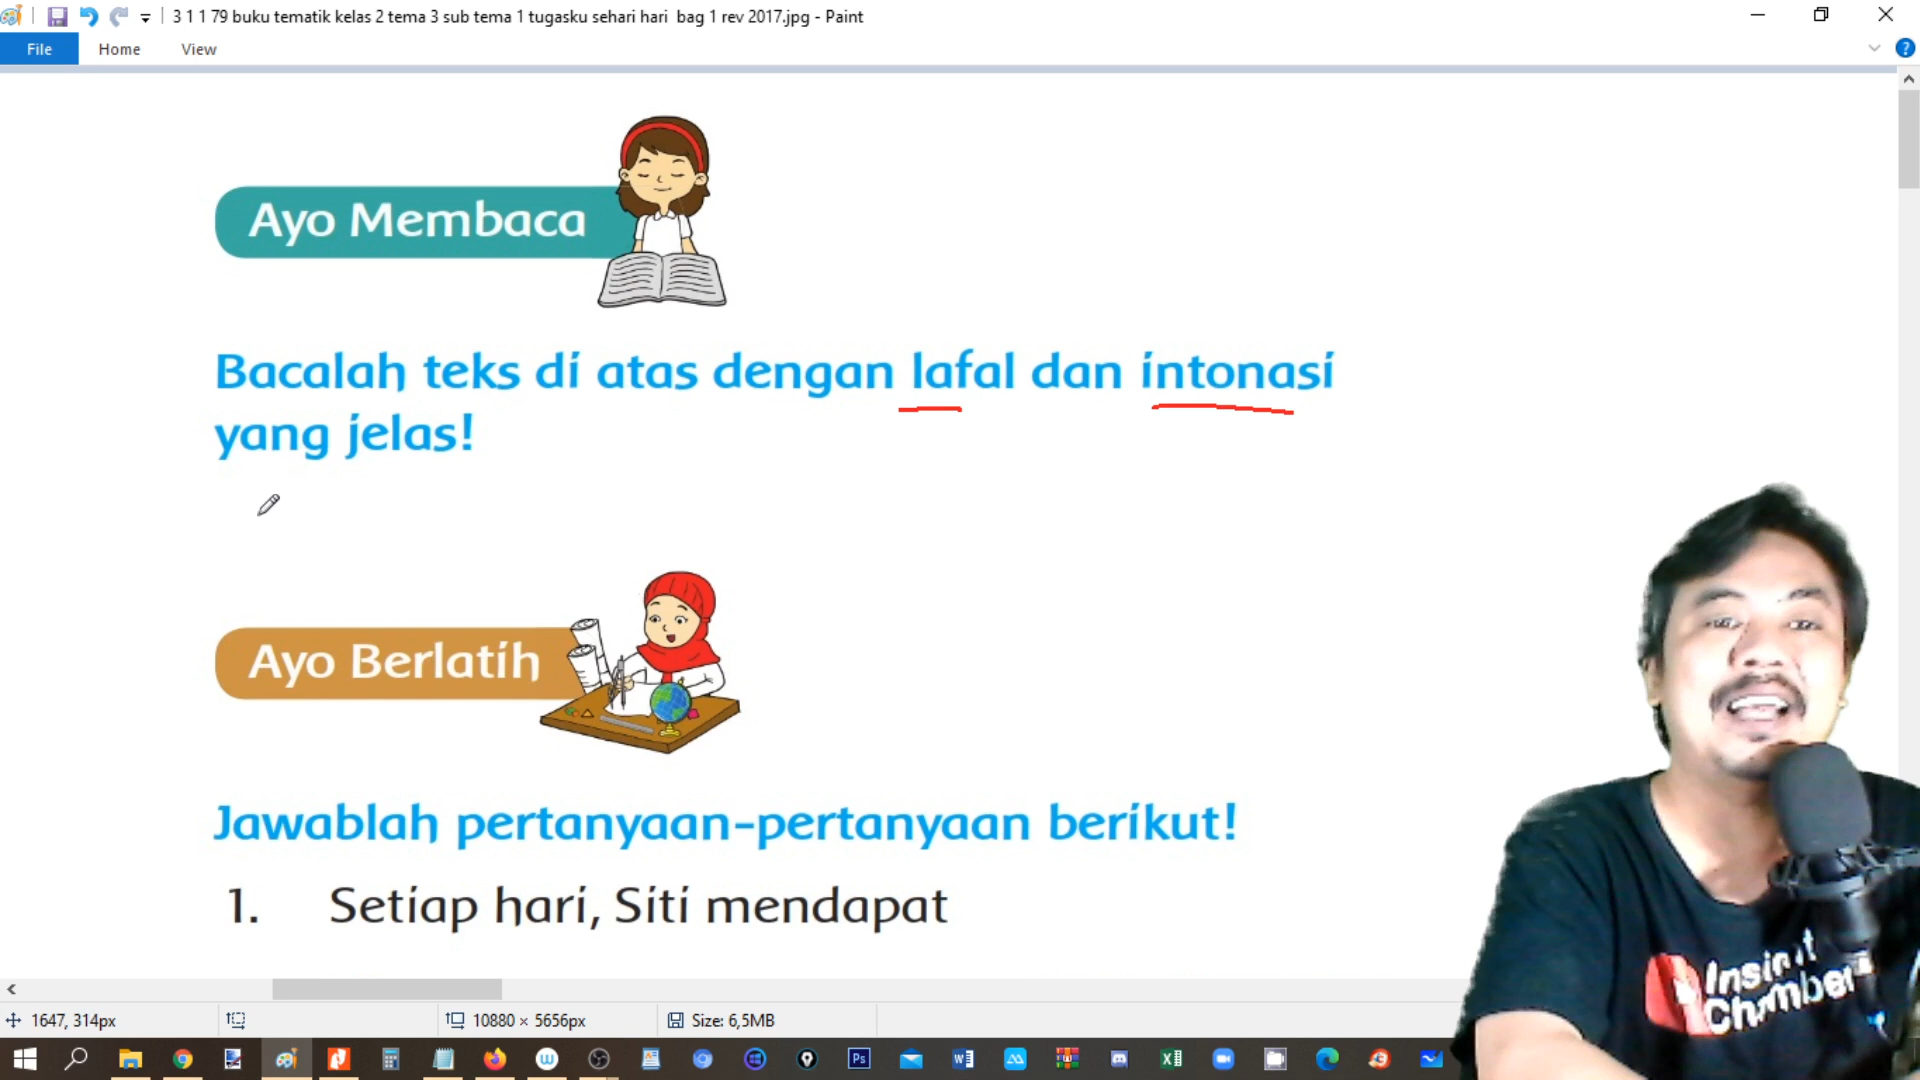 3 1 1 79 buku tematik kelas 2 tema 3 sub tema 1 tugasku sehari hari  bag 1 rev 2017.jpg - Paint
File Home View
Ayo Membaca
Bacalah teks di atas dengan lafal dan intonasi
yang jelas!
Ayo Berlatih
Jawablah pertanyaan-pertanyaan berikut!
1. Setiap hari, Siti mendapat
1647, 314px
10880 × 5656px
Size: 6,5MB
Ps